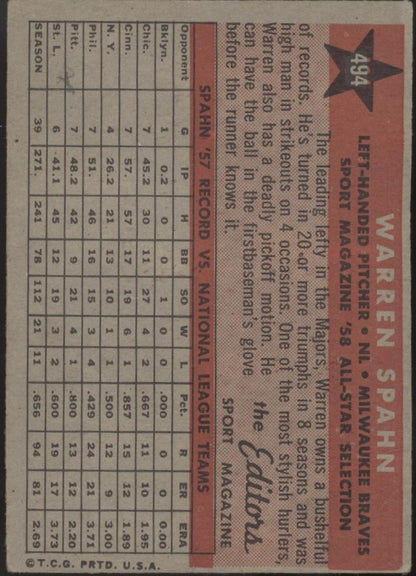 494
WARREN SPAHN
LEFT-HANDED PITCHER • NL • MILWAUKEE BRAVES
SPORT MAGAZINE '58 ALL-STAR SELECTION
The leading lefty in the Majors, Warren owns a bushelful
of records. He's turned in 20-or more triumphs in 8 seasons and was
high man in strikeouts on 4 occasions. One of the most stylish hurlers,
Warren also has a deadly pickoff motion. He
can have the ball in the firstbaseman's glove
before the runner knows it.
the Editors
SPORT MAGAZINE
SPAHN '57 RECORD VS. NATIONAL LEAGUE TEAMS
Opponent G IP H BB SO W L Pct. R ER ERA
Bklyn. 1 0.2 0 0 1 0 0 .000 0 0 0.00
Chic. 7 45.2 30 11 27 4 2 .667 11 10 1.95
Cinn. 7 57. 57 17 19 6 1 .857 15 12 1.89
N. Y. 4 26.2 21 13 10 1 1 .500 12 9 3.00
Phil. 7 51. 46 16 15 3 4 .429 24 21 3.71
Pitt. 7 48.2 42 9 21 4 1 .800 13 12 2.20
St. L. 6 41.1 45 12 19 3 2 .600 19 17 3.73
SEASON 39 271. 241 78 112 21 11 .656 94 81 2.69
© T.C.G. PRTD. U.S.A.